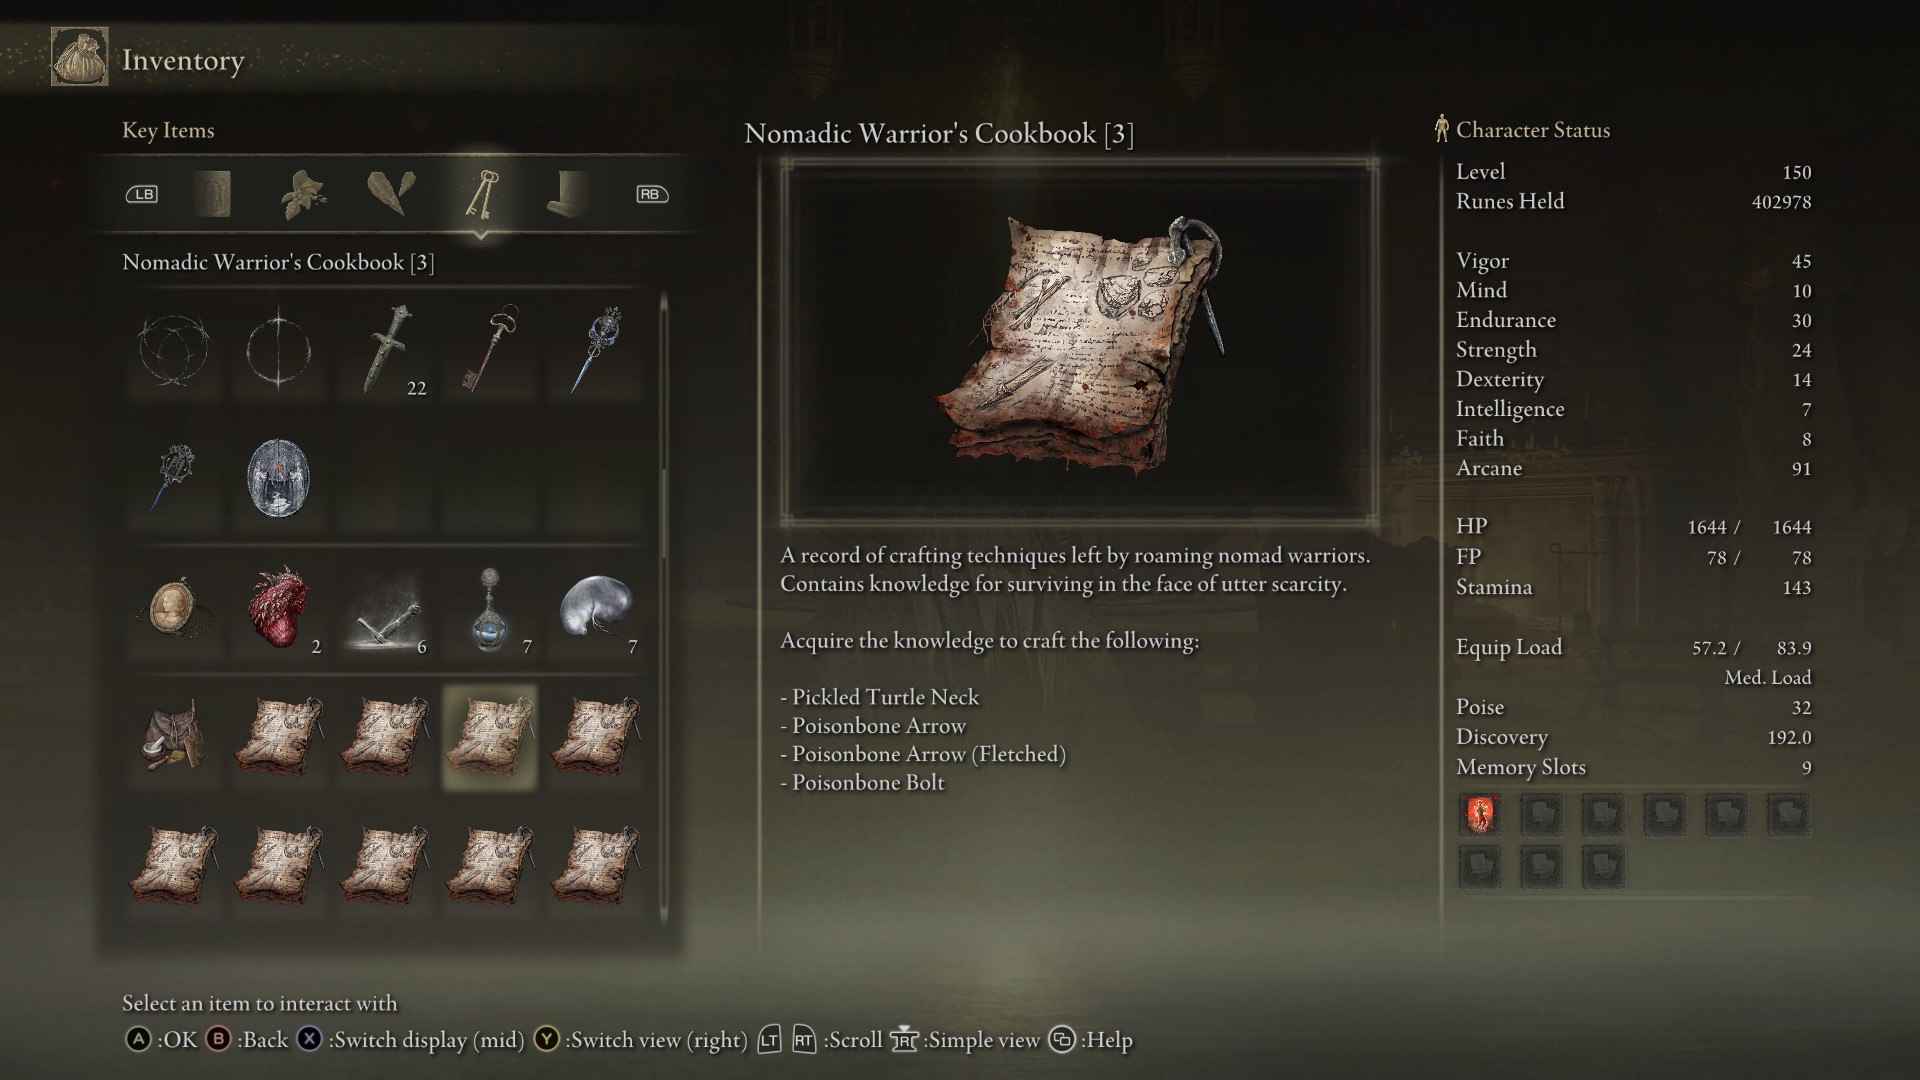 Inventory
Key Items
LB
RB
Nomadic Warrior's Cookbook [3]
22
2
6
7
7
Nomadic Warrior's Cookbook [3]
A record of crafting techniques left by roaming nomad warriors.
Contains knowledge for surviving in the face of utter scarcity.
Acquire the knowledge to craft the following:
- Pickled Turtle Neck
- Poisonbone Arrow
- Poisonbone Arrow (Fletched)
- Poisonbone Bolt
Character Status
Level 150
Runes Held 402978
Vigor 45
Mind 10
Endurance 30
Strength 24
Dexterity 14
Intelligence 7
Faith 8
Arcane 91
HP 1644 / 1644
FP 78 / 78
Stamina 143
Equip Load 57.2 / 83.9
Med. Load
Poise 32
Discovery 192.0
Memory Slots 9
Select an item to interact with
A :OK B :Back X :Switch display (mid) Y :Switch view (right) LT RT :Scroll R :Simple view :Help